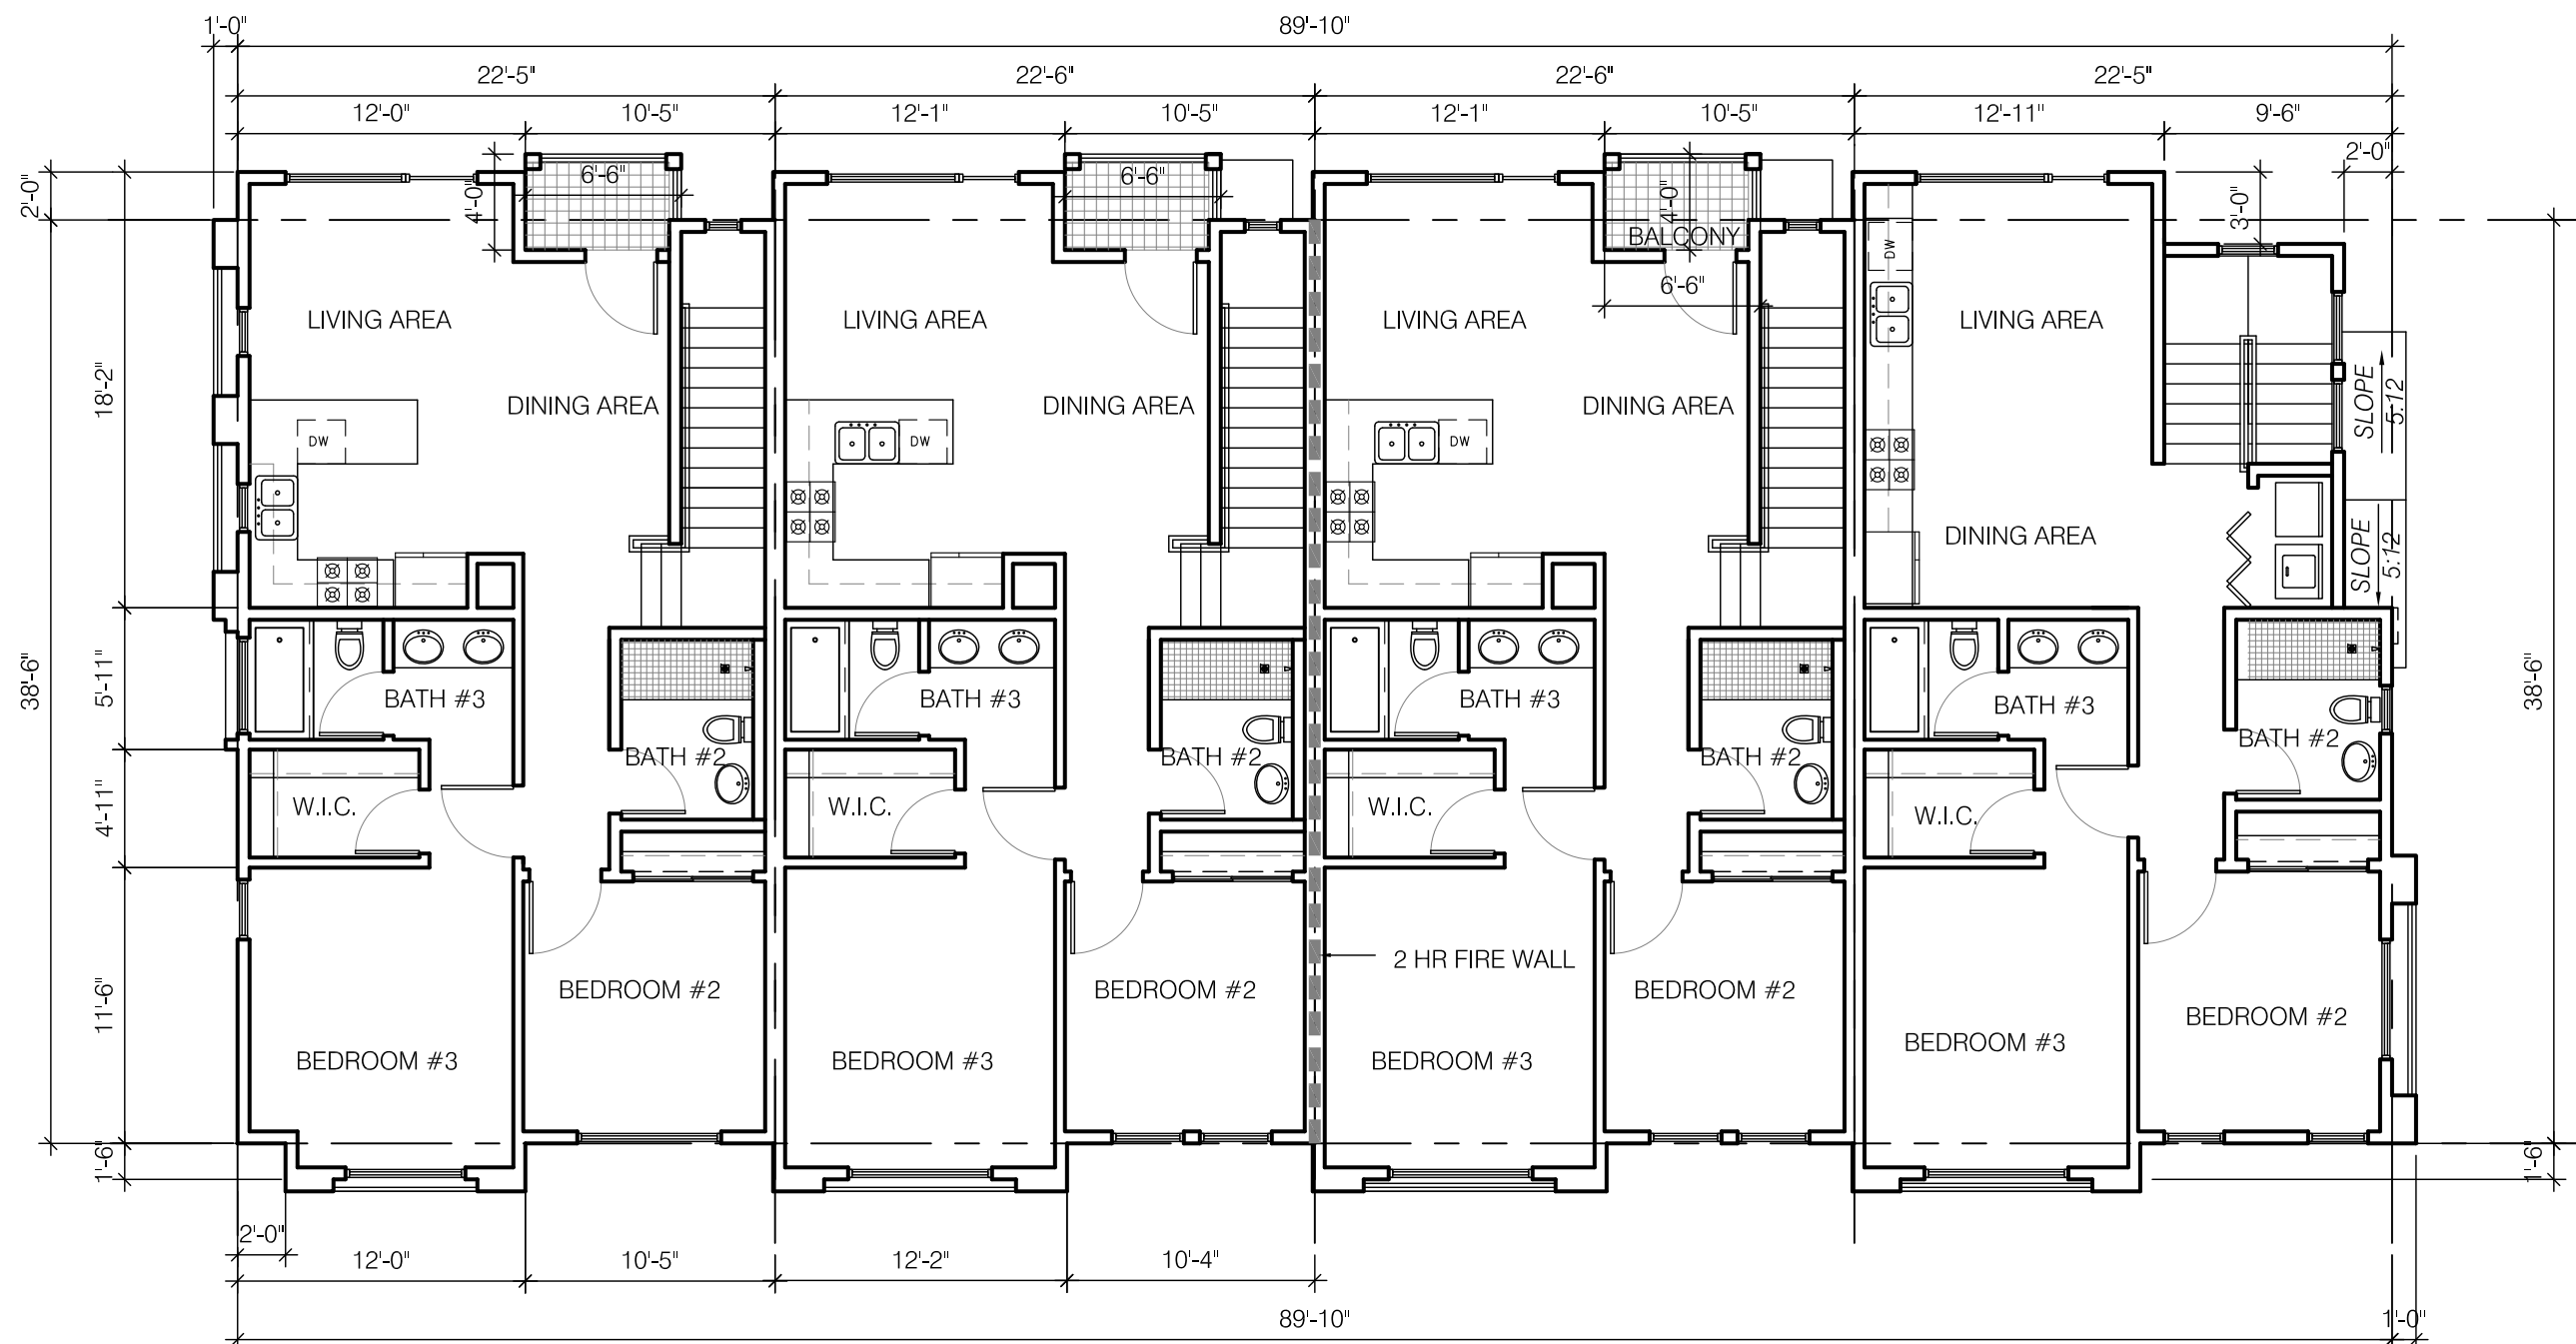 1'-0"
89'-10"
22'-5"
22'-6"
22'-6"
22'-5"
12'-0"
10'-5"
12'-1"
10'-5"
12'-1"
10'-5"
12'-11"
9'-6"
2'-0"
2'-0"
4'-0"
6'-6"
6'-6"
4'-0"
3'-0"
BALCONY
DW
6'-6"
LIVING AREA
LIVING AREA
LIVING AREA
LIVING AREA
18'-2"
DINING AREA
DINING AREA
DINING AREA
SLOPE
5:12
DW
DW
DW
DINING AREA
SLOPE
5:12
38'-6"
5'-11"
BATH #3
BATH #3
BATH #3
BATH #3
38'-6"
BATH #2
BATH #2
BATH #2
BATH #2
4'-11"
W.I.C.
W.I.C.
W.I.C.
W.I.C.
2 HR FIRE WALL
11'-6"
BEDROOM #2
BEDROOM #2
BEDROOM #2
BEDROOM #2
BEDROOM #3
BEDROOM #3
BEDROOM #3
BEDROOM #3
1'-6"
1'-6"
2'-0"
12'-0"
10'-5"
12'-2"
10'-4"
89'-10"
1'-0"